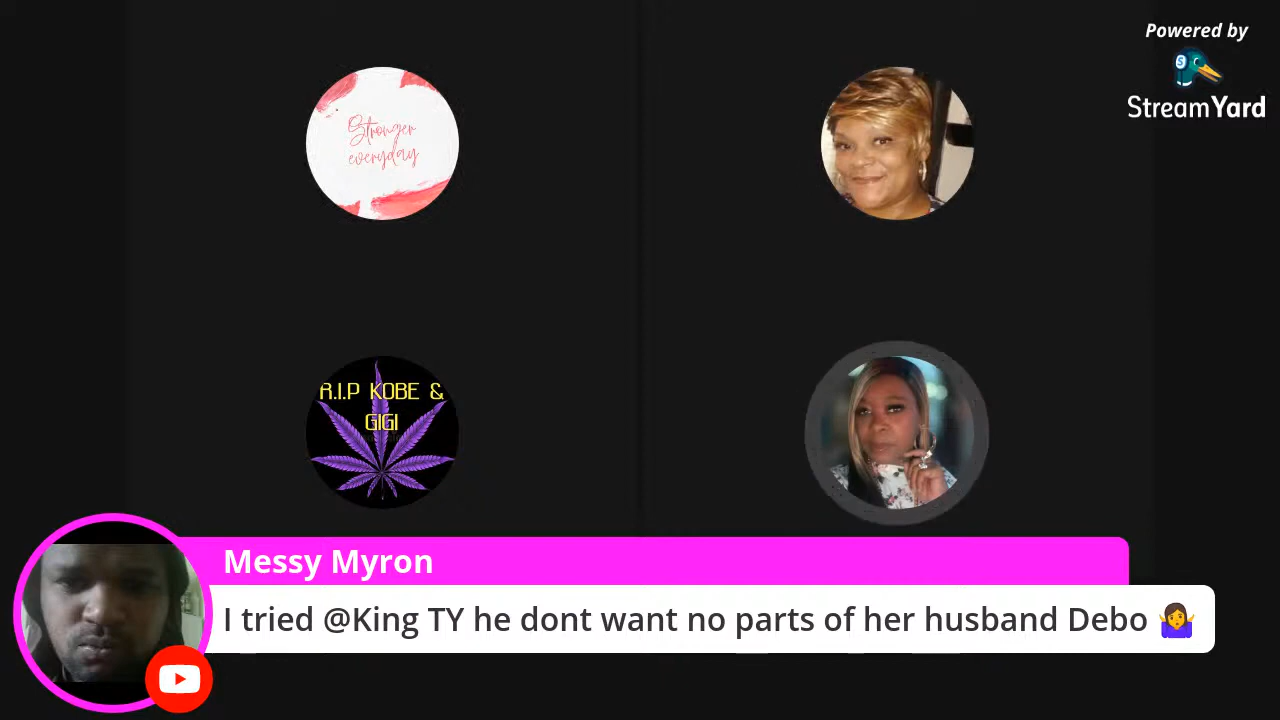 Powered by
StreamYard
Stronger
everyday
R.I.P KOBE &
GIGI
Messy Myron
I tried @King TY he dont want no parts of her husband Debo 🤷‍♀️